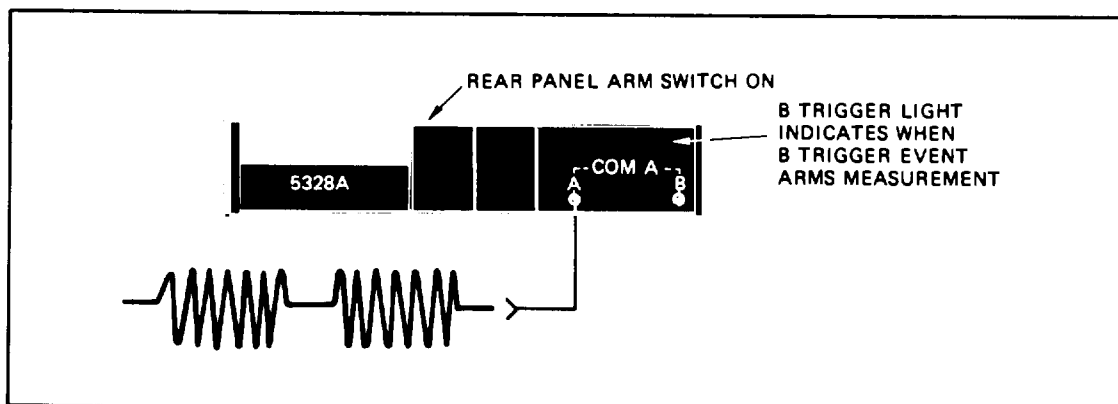 REAR PANEL ARM SWITCH ON
B TRIGGER LIGHT
INDICATES WHEN
B TRIGGER EVENT
ARMS MEASUREMENT
COM A
5328A
A
B